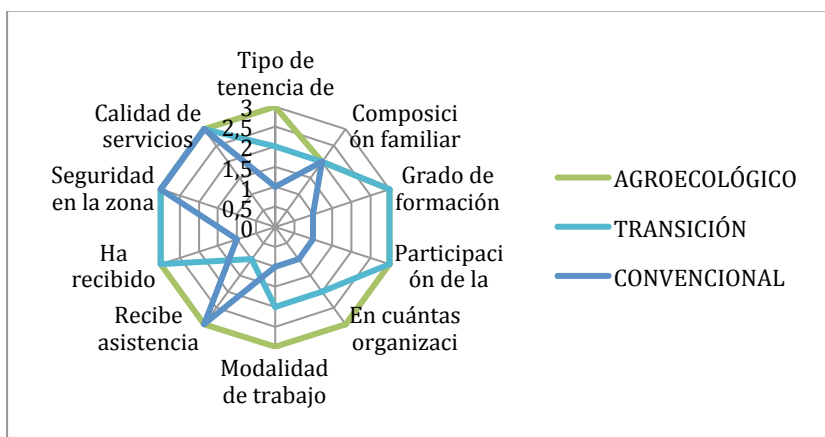 Tipo de
tenencia de
Composici
ón familiar
Grado de
formación
Participaci
ón de la
En cuántas
organizaci
Modalidad
de trabajo
Recibe
asistencia
Ha
recibido
Seguridad
en la zona
Calidad de
servicios
3
2,5
2
1,5
1
0,5
0
AGROECOLÓGICO
TRANSICIÓN
CONVENCIONAL